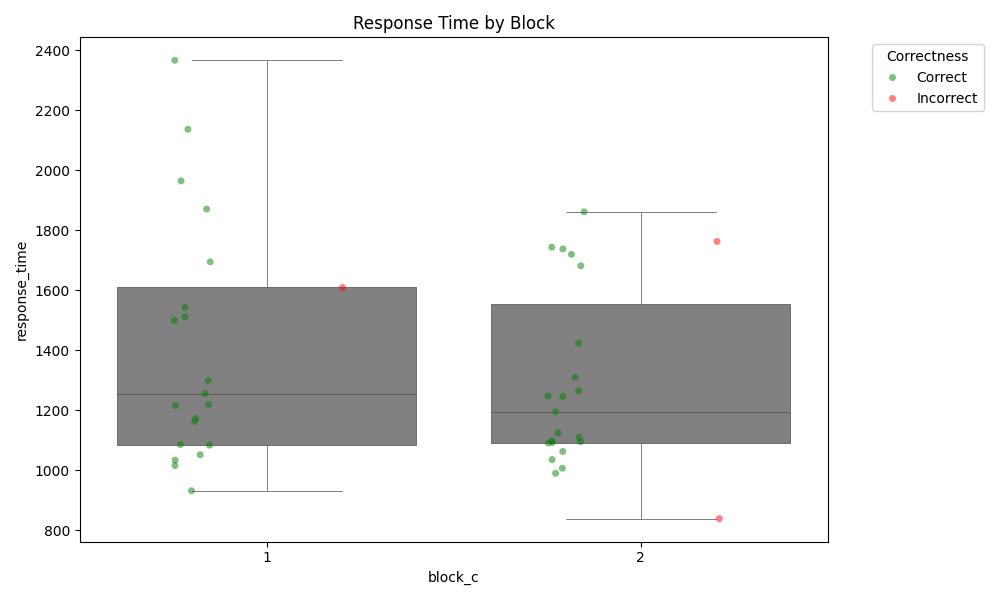 Response Time by Block
Correctness
Correct
Incorrect
2400
2200
2000
1800
1600
1400
1200
1000
800
response_time
1
2
block_c